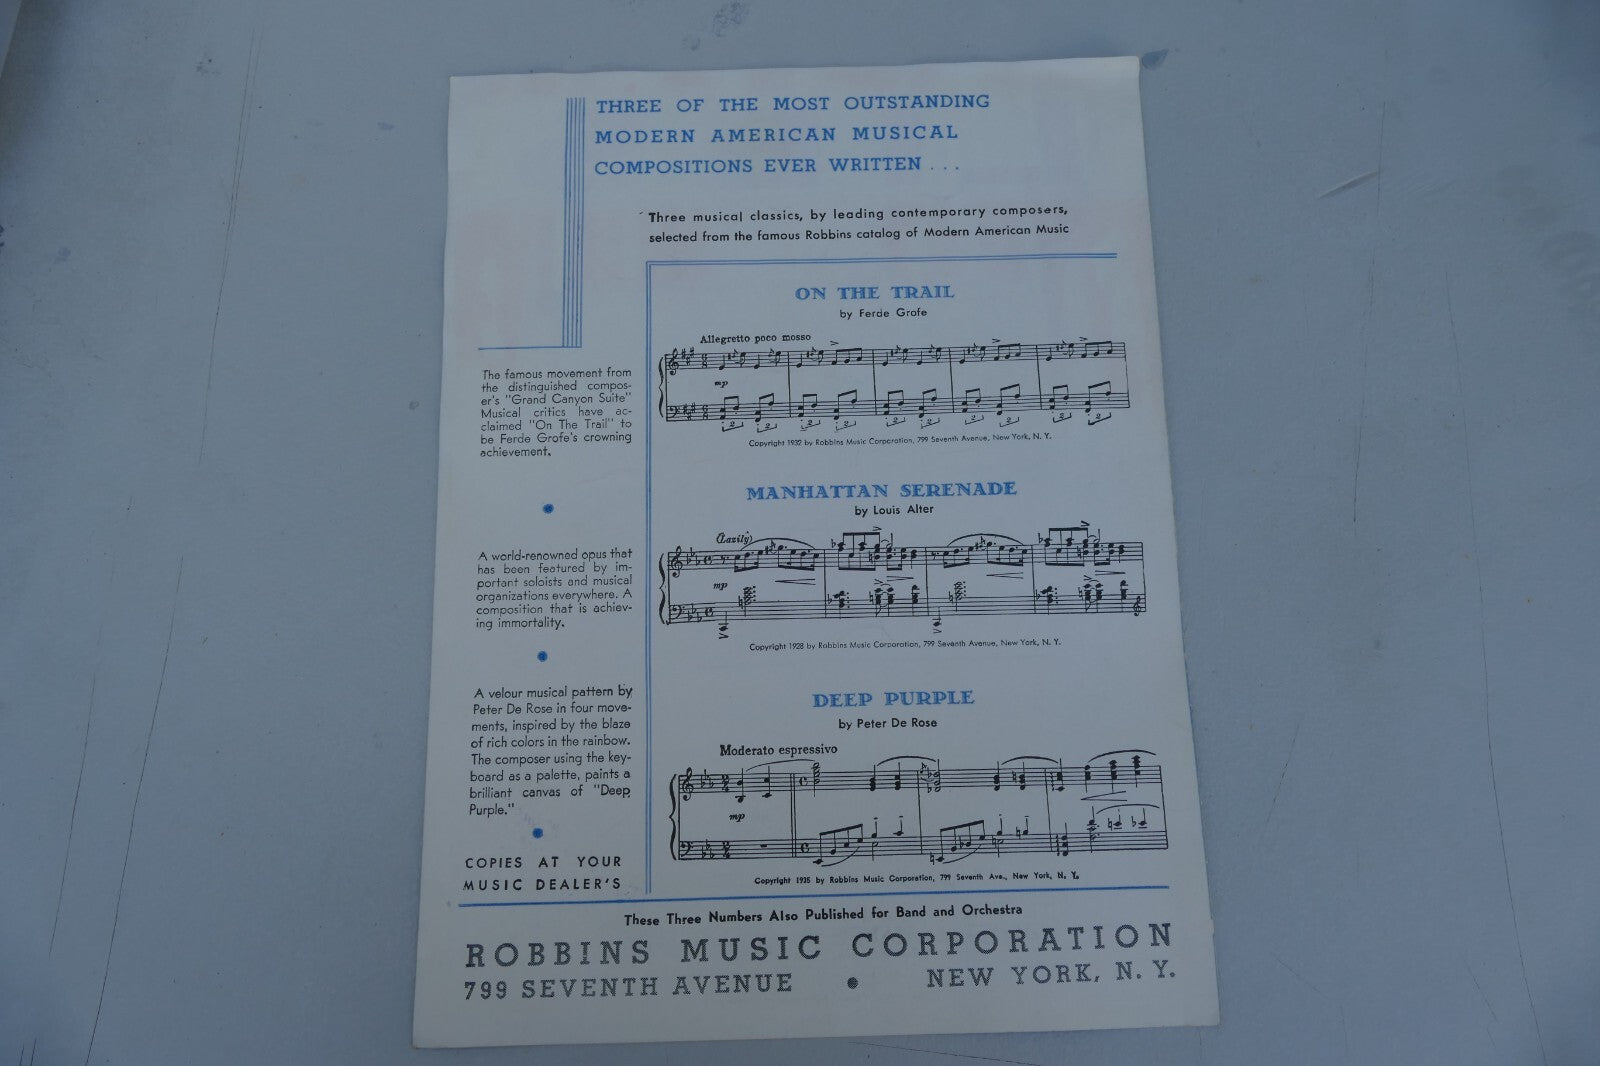 THREE OF THE MOST OUTSTANDING
MODERN AMERICAN MUSICAL
COMPOSITIONS EVER WRITTEN . . .
Three musical classics, by leading contemporary composers,
selected from the famous Robbins catalog of Modern American Music
The famous movement from
the distinguished compos-
er's "Grand Canyon Suite"
Musical critics have ac-
claimed "On The Trail" to
be Ferde Grofe's crowning
achievement.
A world-renowned opus that
has been featured by im-
portant soloists and musical
organizations everywhere. A
composition that is achiev-
ing immortality.
A velour musical pattern by
Peter De Rose in four move-
ments, inspired by the blaze
of rich colors in the rainbow.
The composer using the key-
board as a palette, paints a
brilliant canvas of "Deep
Purple."
COPIES AT YOUR
MUSIC DEALER'S
ON THE TRAIL
by Ferde Grofe
Allegretto poco mosso
mp
2 2 2 2 2 2 2 2 2 2
Copyright 1932 by Robbins Music Corporation, 799 Seventh Avenue, New York, N. Y.
MANHATTAN SERENADE
by Louis Alter
(Lazily)
mp
Copyright 1928 by Robbins Music Corporation, 799 Seventh Avenue, New York, N. Y.
DEEP PURPLE
by Peter De Rose
Moderato espressivo
mp
Copyright 1935 by Robbins Music Corporation, 799 Seventh Ave., New York, N. Y.
These Three Numbers Also Published for Band and Orchestra
ROBBINS MUSIC CORPORATION
799 SEVENTH AVENUE • NEW YORK, N. Y.